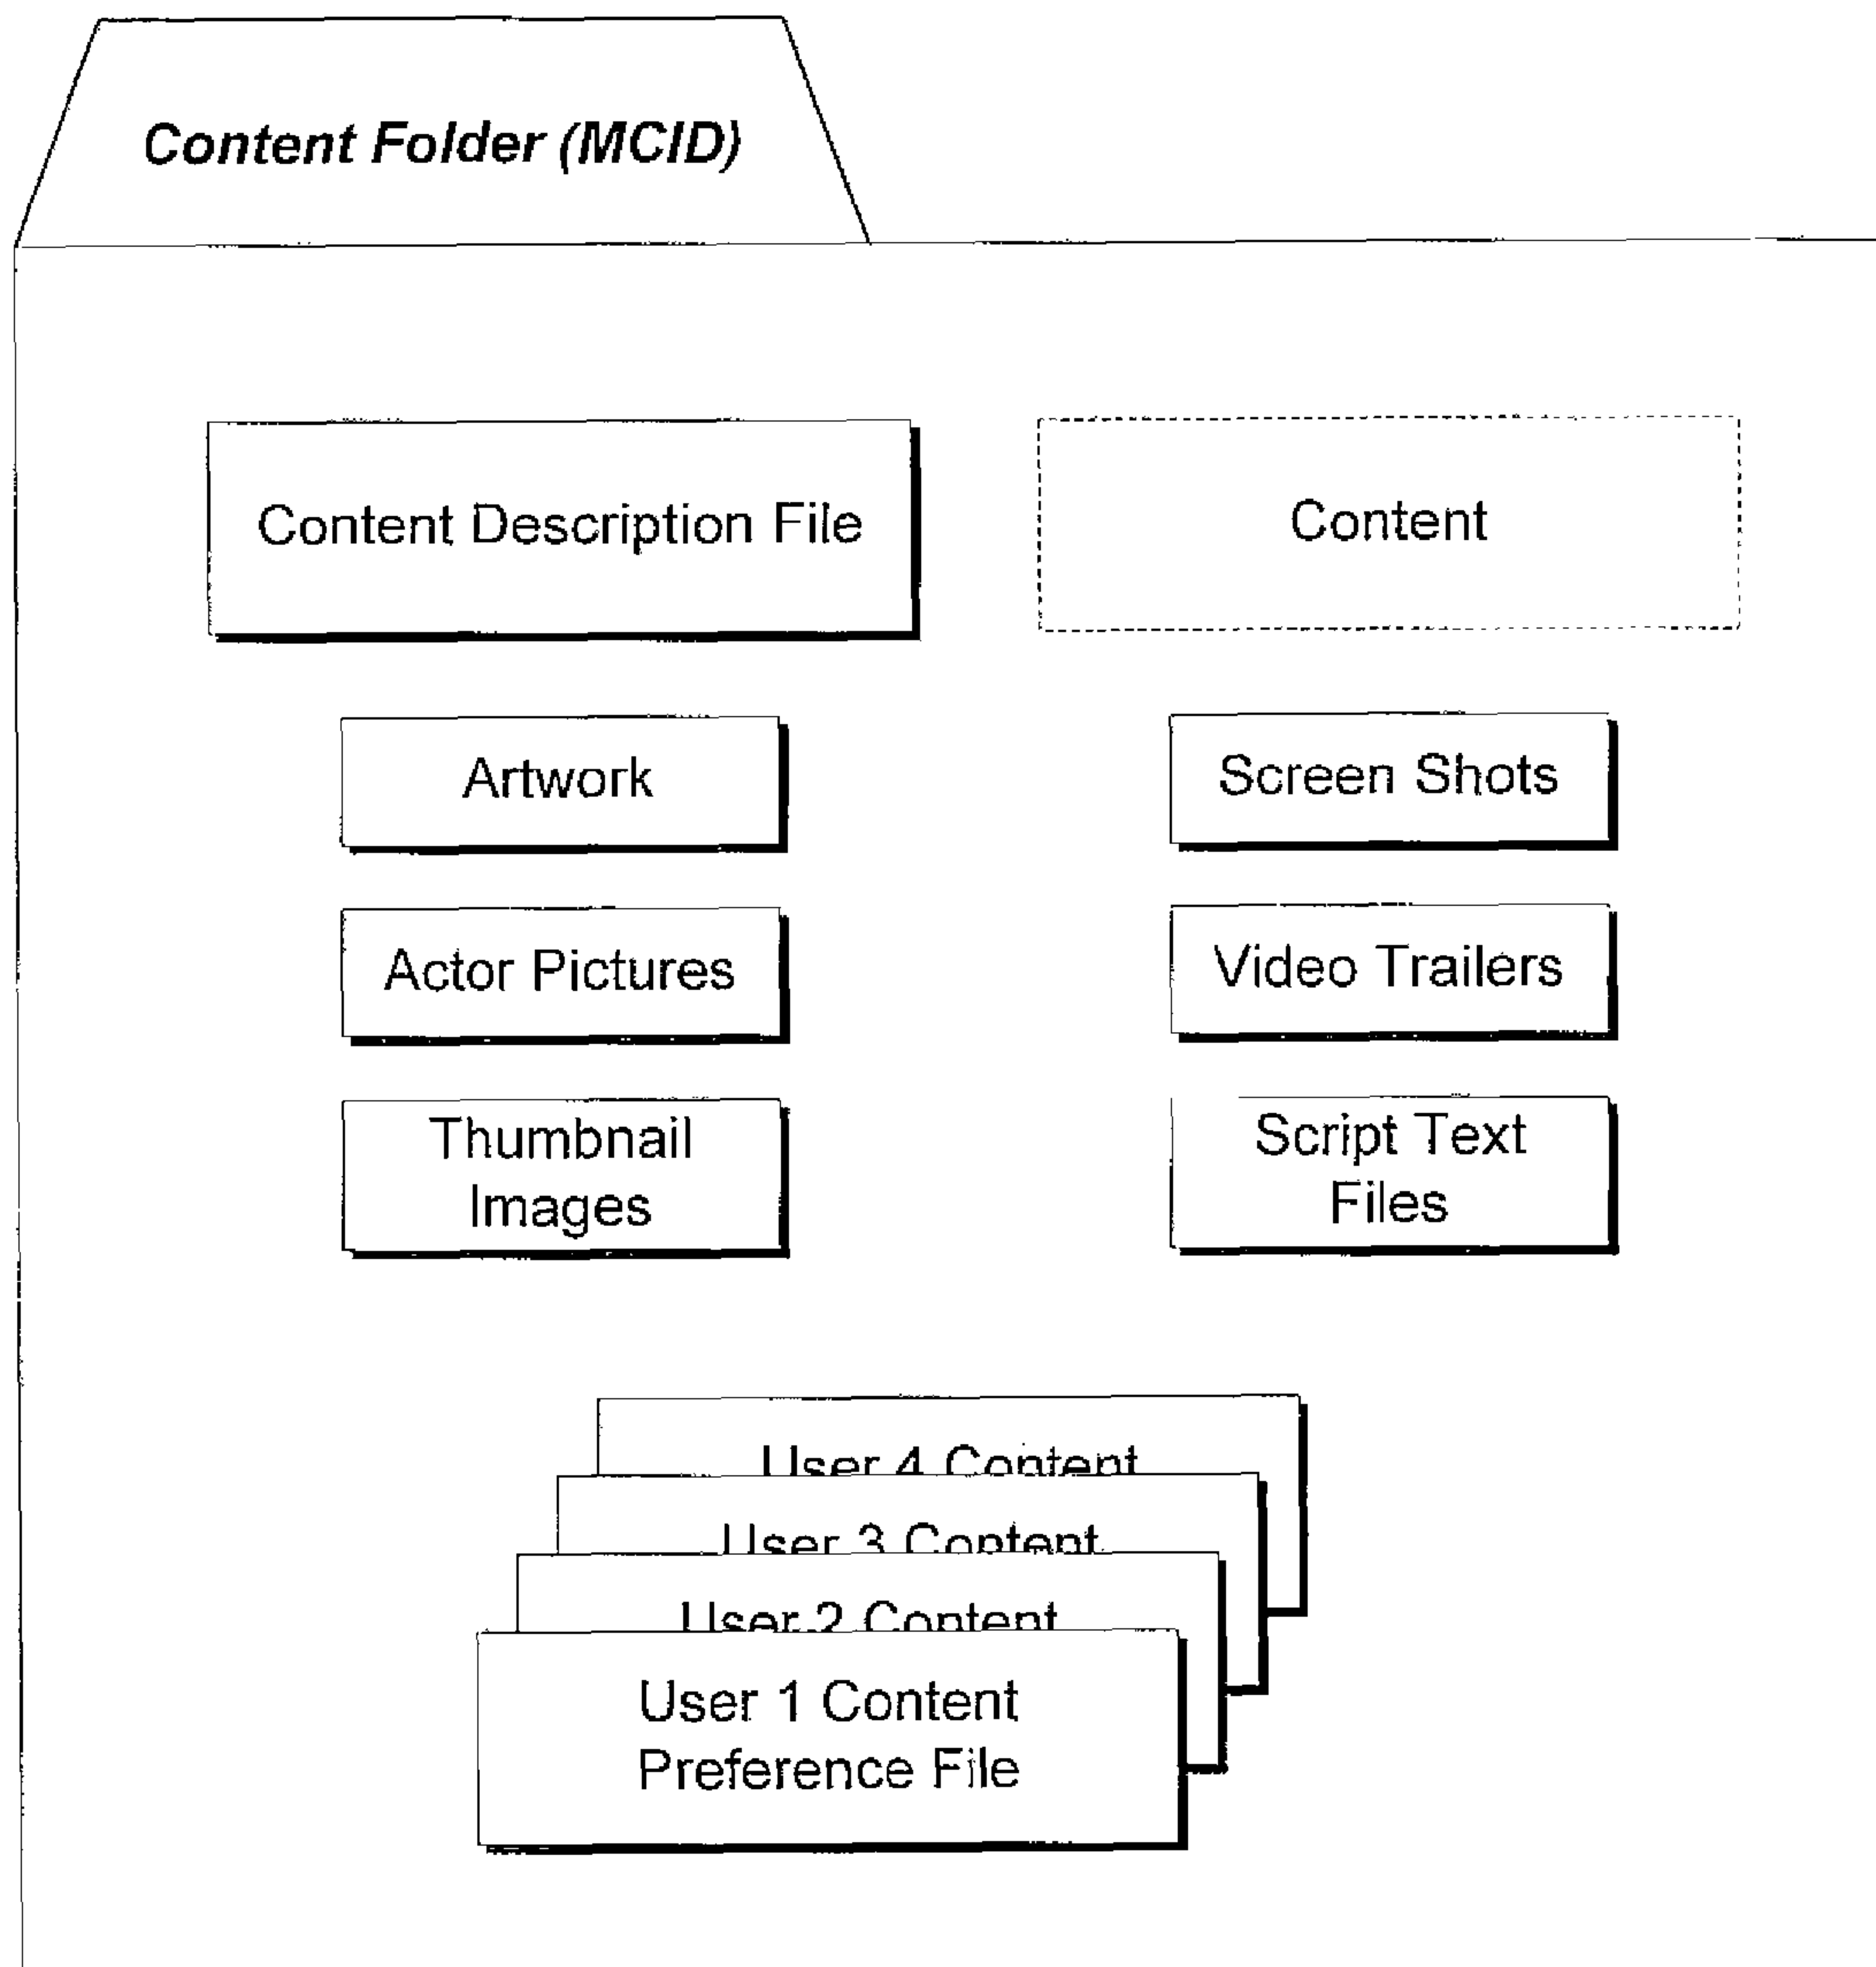 Content Folder (MCID)
Content Description File
Content
Artwork
Screen Shots
Actor Pictures
Video Trailers
Thumbnail
Images
Script Text
Files
User 4 Content
User 3 Content
User 2 Content
User 1 Content
Preference File